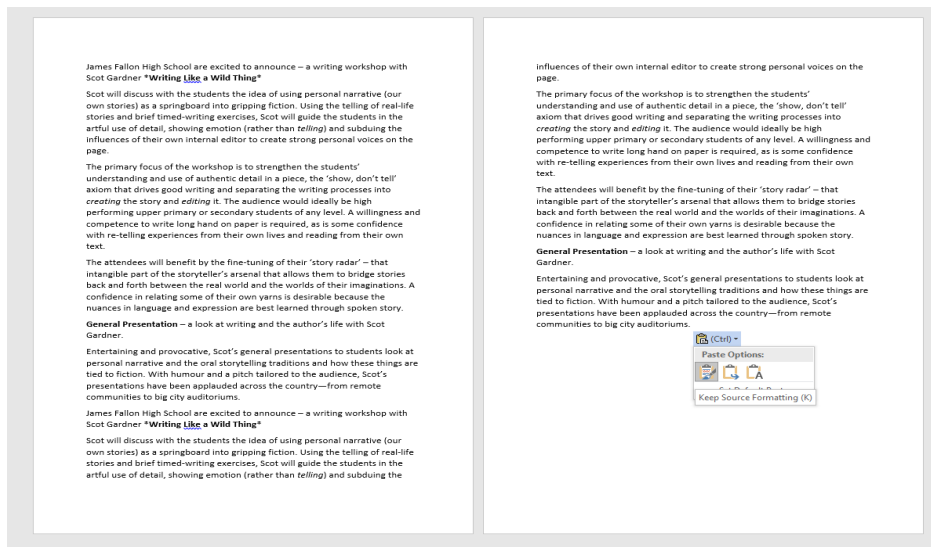 James Fallon High School are excited to announce – a writing workshop with
Scot Gardner *Writing Like a Wild Thing*
Scot will discuss with the students the idea of using personal narrative (our
own stories) as a springboard into gripping fiction. Using the telling of real-life
stories and brief timed-writing exercises, Scot will guide the students in the
artful use of detail, showing emotion (rather than telling) and subduing the
influences of their own internal editor to create strong personal voices on the
page.
The primary focus of the workshop is to strengthen the students’
understanding and use of authentic detail in a piece, the ‘show, don’t tell’
axiom that drives good writing and separating the writing processes into
creating the story and editing it. The audience would ideally be high
performing upper primary or secondary students of any level. A willingness and
competence to write long hand on paper is required, as is some confidence
with re-telling experiences from their own lives and reading from their own
text.
The attendees will benefit by the fine-tuning of their ‘story radar’ – that
intangible part of the storyteller’s arsenal that allows them to bridge stories
back and forth between the real world and the worlds of their imaginations. A
confidence in relating some of their own yarns is desirable because the
nuances in language and expression are best learned through spoken story.
General Presentation – a look at writing and the author’s life with Scot
Gardner.
Entertaining and provocative, Scot’s general presentations to students look at
personal narrative and the oral storytelling traditions and how these things are
tied to fiction. With humour and a pitch tailored to the audience, Scot’s
presentations have been applauded across the country—from remote
communities to big city auditoriums.
James Fallon High School are excited to announce – a writing workshop with
Scot Gardner *Writing Like a Wild Thing*
Scot will discuss with the students the idea of using personal narrative (our
own stories) as a springboard into gripping fiction. Using the telling of real-life
stories and brief timed-writing exercises, Scot will guide the students in the
artful use of detail, showing emotion (rather than telling) and subduing the
influences of their own internal editor to create strong personal voices on the
page.
The primary focus of the workshop is to strengthen the students’
understanding and use of authentic detail in a piece, the ‘show, don’t tell’
axiom that drives good writing and separating the writing processes into
creating the story and editing it. The audience would ideally be high
performing upper primary or secondary students of any level. A willingness and
competence to write long hand on paper is required, as is some confidence
with re-telling experiences from their own lives and reading from their own
text.
The attendees will benefit by the fine-tuning of their ‘story radar’ – that
intangible part of the storyteller’s arsenal that allows them to bridge stories
back and forth between the real world and the worlds of their imaginations. A
confidence in relating some of their own yarns is desirable because the
nuances in language and expression are best learned through spoken story.
General Presentation – a look at writing and the author’s life with Scot
Gardner.
Entertaining and provocative, Scot’s general presentations to students look at
personal narrative and the oral storytelling traditions and how these things are
tied to fiction. With humour and a pitch tailored to the audience, Scot’s
presentations have been applauded across the country—from remote
communities to big city auditoriums.
(Ctrl)
Paste Options:
Keep Source Formatting (K)